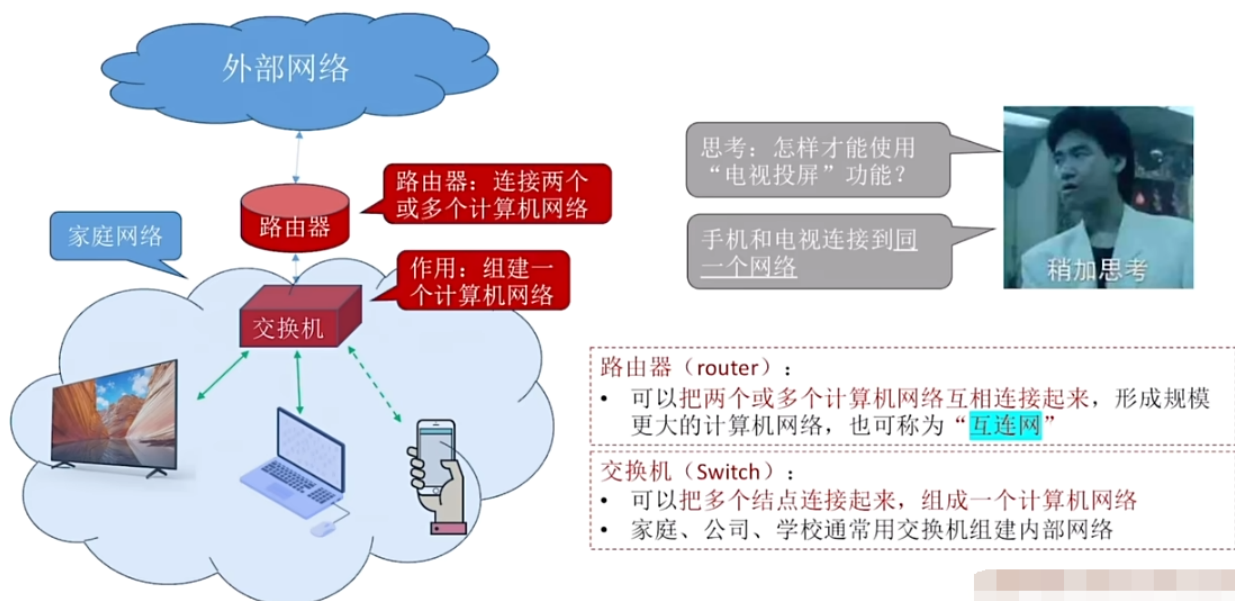 外部网络
路由器：连接两个
或多个计算机网络
路由器
家庭网络
作用：组建一
个计算机网络
交换机
思考：怎样才能使用
“电视投屏”功能？
手机和电视连接到同
一个网络
稍加思考
路由器（router）：
• 可以把两个或多个计算机网络互相连接起来，形成规模
更大的计算机网络，也可称为“互连网”
交换机（Switch）：
• 可以把多个结点连接起来，组成一个计算机网络
• 家庭、公司、学校通常用交换机组建内部网络